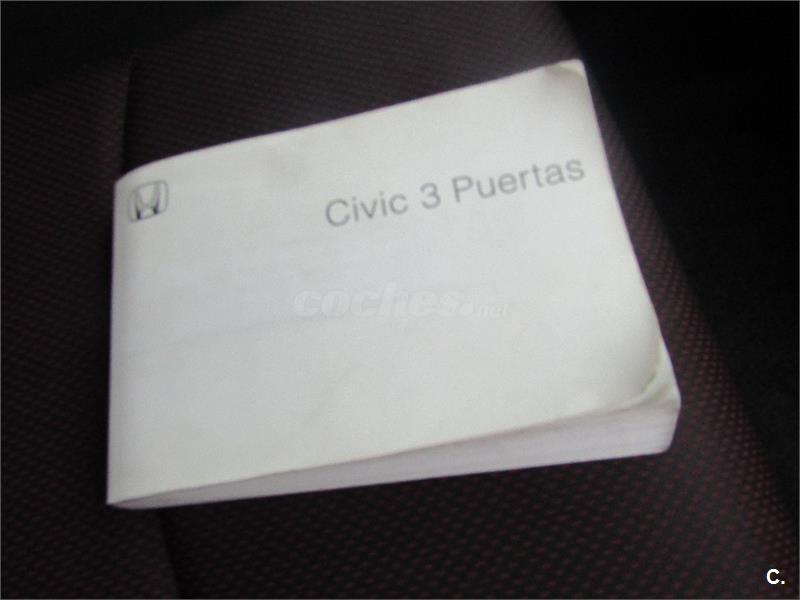 Civic 3 Puertas
coches.net
C.